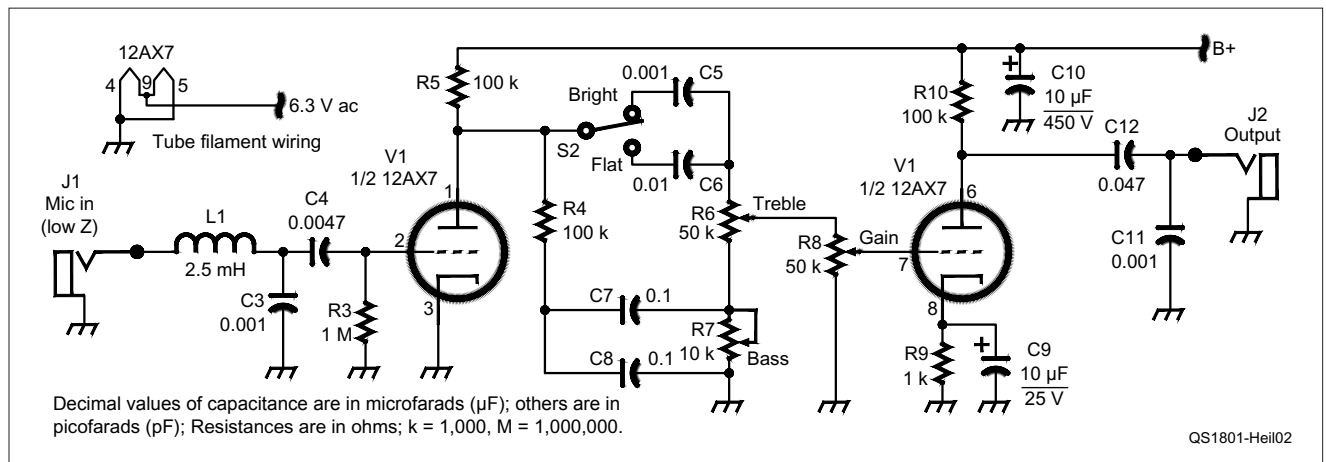 12AX7
4 9 5
6.3 V ac
Tube filament wiring
J1
Mic in
(low Z)
L1
2.5 mH
C3
0.001
C4
0.0047
R3
1 M
V1
1/2 12AX7
1
2
3
R5
100 k
R4
100 k
S2
Bright
Flat
0.001
C5
0.01
C6
R6
50 k
Treble
C7
0.1
C8
0.1
R7
10 k
Bass
R8
50 k
Gain
V1
1/2 12AX7
6
7
8
R9
1 k
C9
10 µF
25 V
+
R10
100 k
+
C10
10 µF
450 V
B+
C12
0.047
C11
0.001
J2
Output
Decimal values of capacitance are in microfarads (µF); others are in
picofarads (pF); Resistances are in ohms; k = 1,000, M = 1,000,000.
QS1801-Heil02